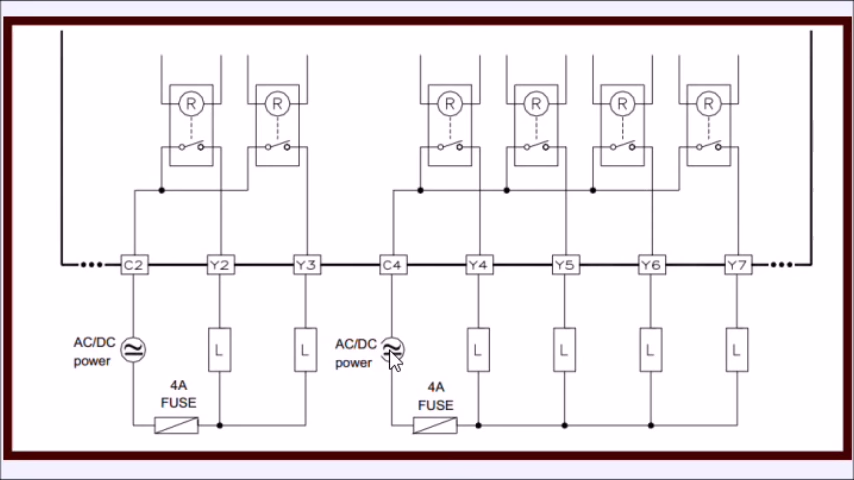 R R R R R R
C2 Y2 Y3 C4 Y4 Y5 Y6 Y7
AC/DC
power
L L
AC/DC
power
L L L L
4A
FUSE
4A
FUSE